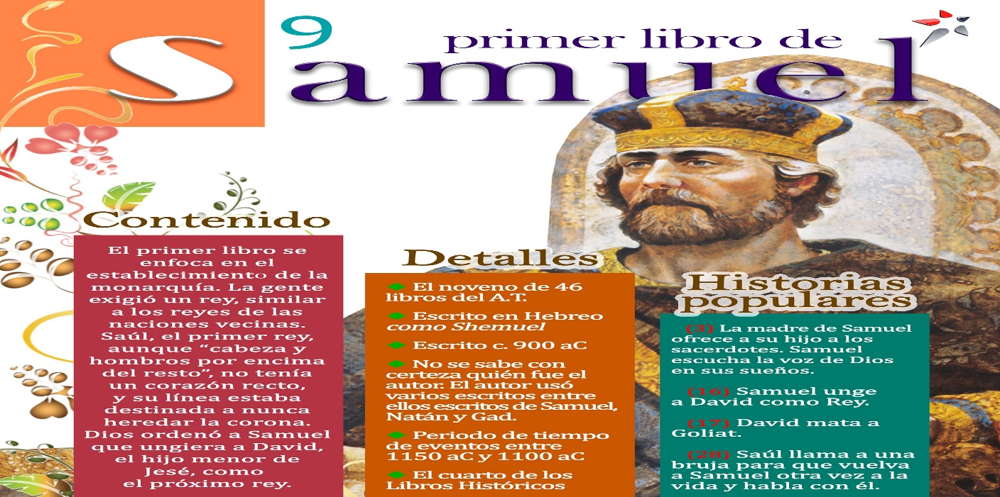 9
primer libro de
Samuel
Contenido
El primer libro se
enfoca en el
establecimiento de la
monarquía. La gente
exigió un rey, similar
a los reyes de las
naciones vecinas.
Saúl, el primer rey,
aunque “cabeza y
hombros por encima
del resto”, no tenía
un corazón recto,
y su línea estaba
destinada a nunca
heredar la corona.
Dios ordenó a Samuel
que ungiera a David,
el hijo menor de
Jesé, como
el próximo rey.
Detalles
◆ El noveno de 46
libros del A.T.
◆ Escrito en Hebreo
como Shemuel
◆ Escrito c. 900 aC
◆ No se sabe con
certeza quién fue el
autor. El autor usó
varios escritos entre
ellos escritos de Samuel,
Natán y Gad.
◆ Periodo de tiempo
de eventos entre
1150 aC y 1100 aC
◆ El cuarto de los
Libros Históricos
Historias
populares
(3) La madre de Samuel
ofrece a su hijo a los
sacerdotes. Samuel
escucha la voz de Dios
en sus sueños.
(16) Samuel unge
a David como Rey.
(17) David mata a
Goliat.
(28) Saúl llama a una
bruja para que vuelva
a Samuel otra vez a la
vida y habla con él.